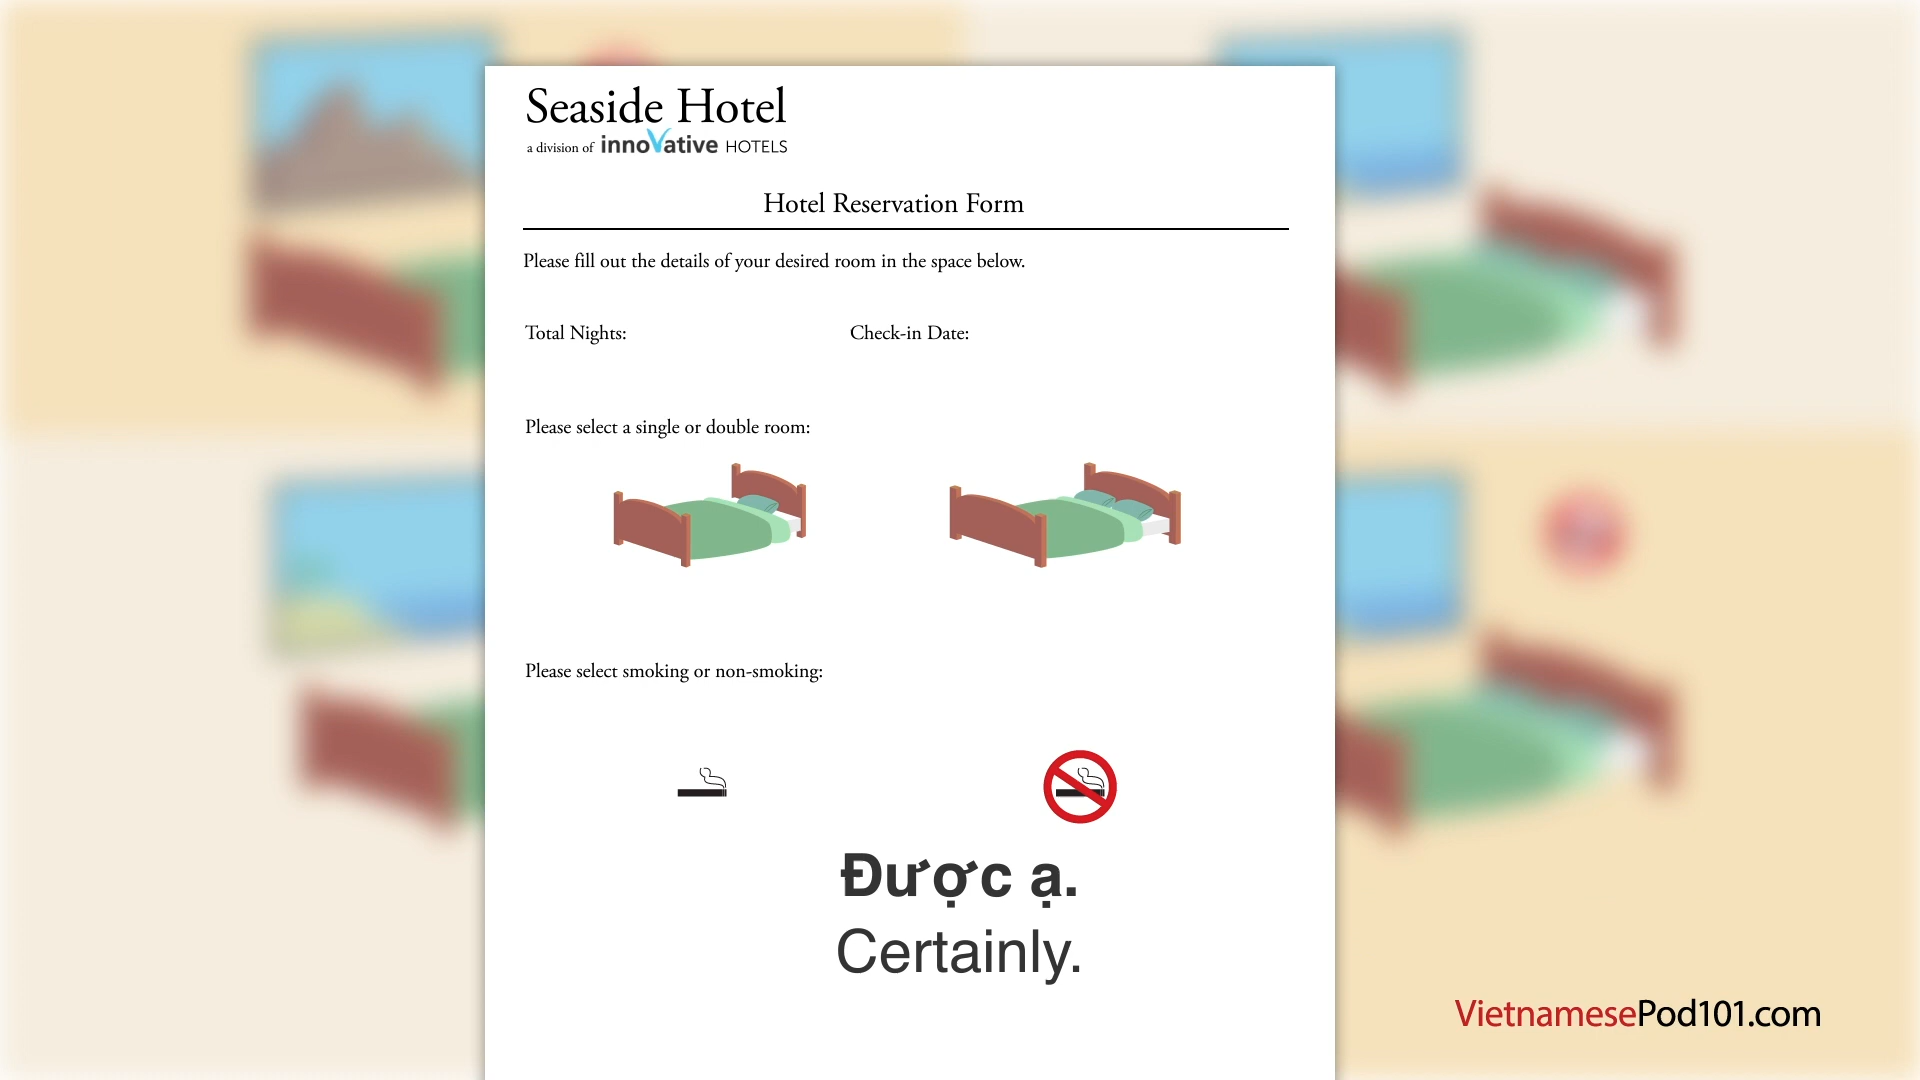 Seaside Hotel
a division of innoVative HOTELS
Hotel Reservation Form
Please fill out the details of your desired room in the space below.
Total Nights: Check-in Date:
Please select a single or double room:
Please select smoking or non-smoking:
Được ạ.
Certainly.
VietnamesePod101.com